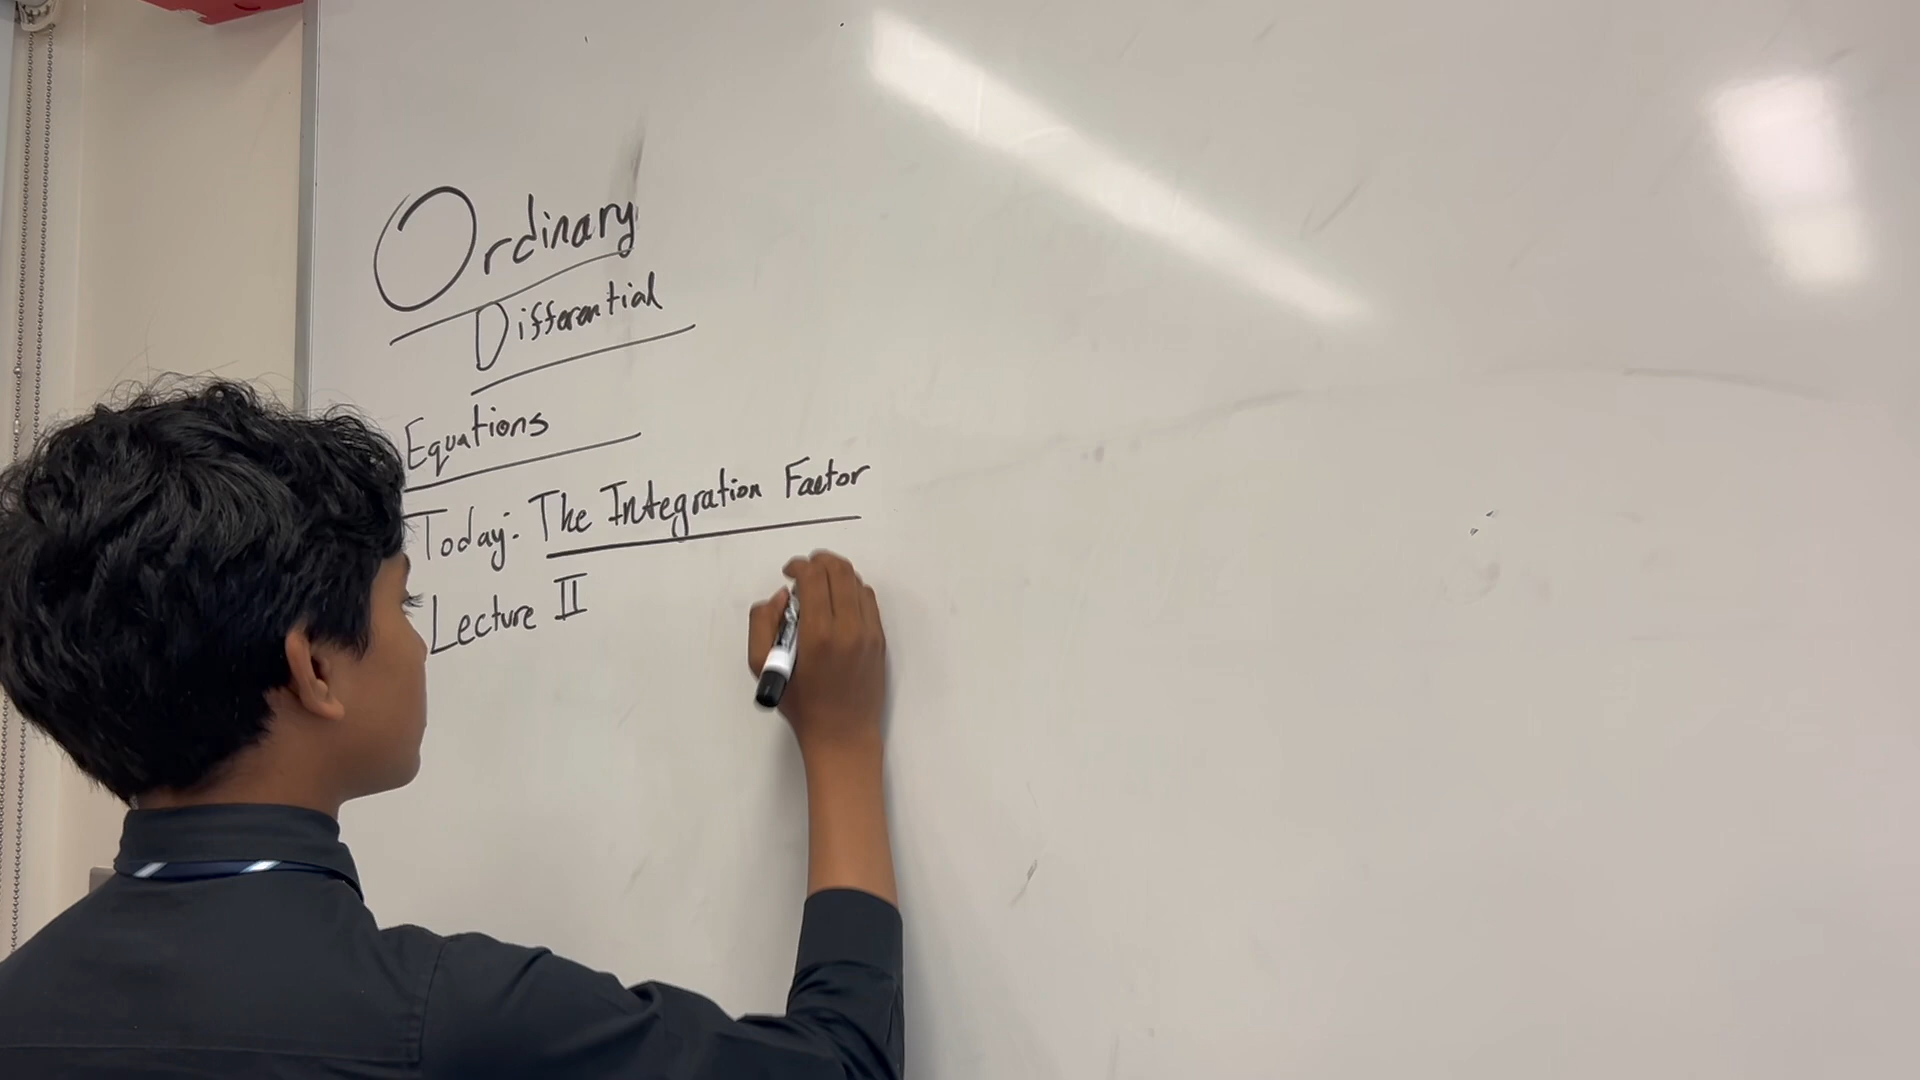 Ordinary
Differential
Equations
Today: The Integration Factor
Lecture II